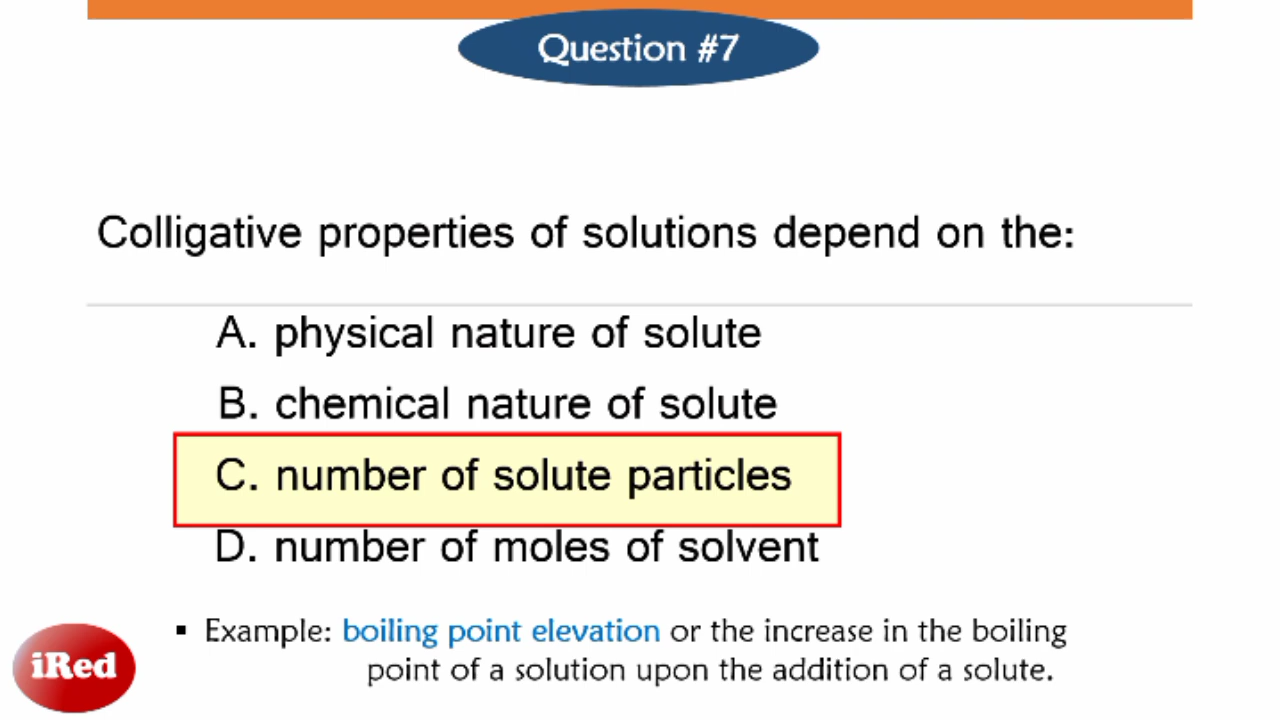 Question #7
Colligative properties of solutions depend on the:
A. physical nature of solute
B. chemical nature of solute
C. number of solute particles
D. number of moles of solvent
▪ Example: boiling point elevation or the increase in the boiling
point of a solution upon the addition of a solute.
iRed